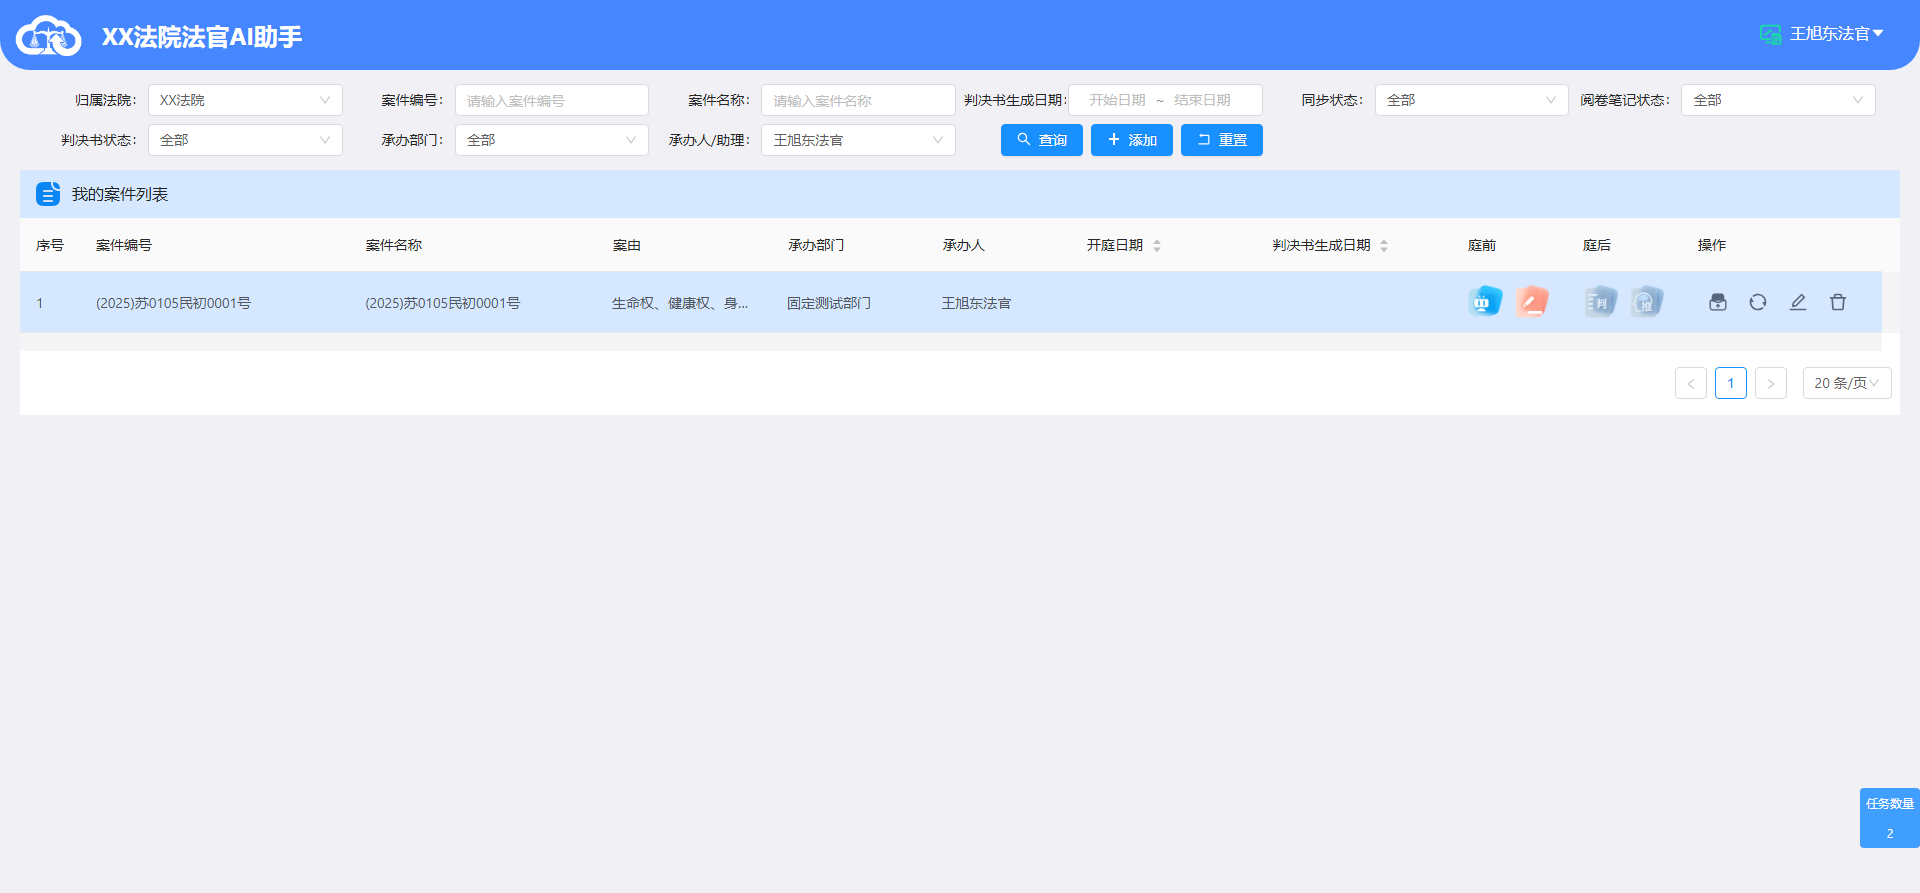 XX法院法官AI助手
王旭东法官
归属法院: XX法院
案件编号: 请输入案件编号
案件名称: 请输入案件名称
判决书生成日期: 开始日期 ~ 结束日期
同步状态: 全部
阅卷笔记状态: 全部
判决书状态: 全部
承办部门: 全部
承办人/助理: 王旭东法官
查询
添加
重置
我的案件列表
序号 案件编号 案件名称 案由 承办部门 承办人 开庭日期 判决书生成日期 庭前 庭后 操作
1 (2025)苏0105民初0001号 (2025)苏0105民初0001号 生命权、健康权、身... 固定测试部门 王旭东法官 判 推
< 1 > 20 条/页
任务数量
2